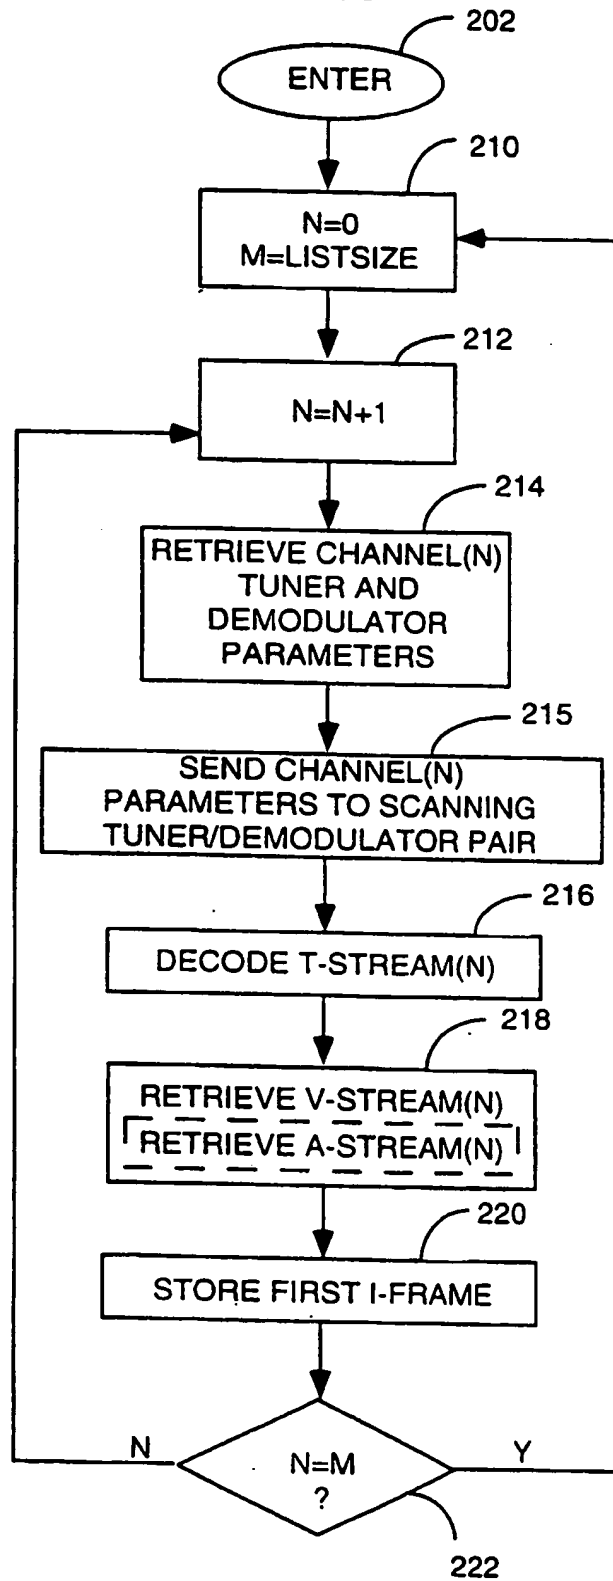 202
ENTER
210
N=0
M=LISTSIZE
212
N=N+1
214
RETRIEVE CHANNEL(N)
TUNER AND
DEMODULATOR
PARAMETERS
215
SEND CHANNEL(N)
PARAMETERS TO SCANNING
TUNER/DEMODULATOR PAIR
216
DECODE T-STREAM(N)
218
RETRIEVE V-STREAM(N)
RETRIEVE A-STREAM(N)
220
STORE FIRST I-FRAME
N
N=M
?
Y
222